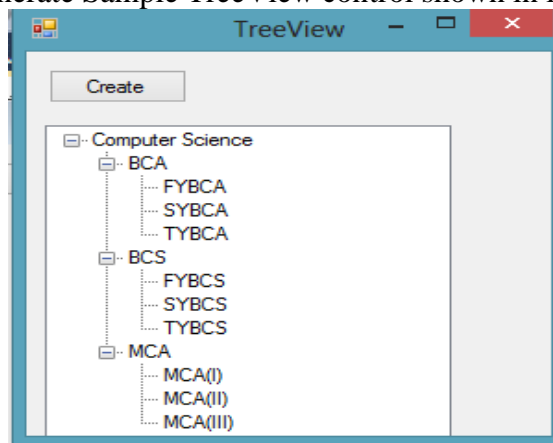 Sample TreeView control shown in
TreeView
Create
Computer Science
BCA
FYBCA
SYBCA
TYBCA
BCS
FYBCS
SYBCS
TYBCS
MCA
MCA(I)
MCA(II)
MCA(III)